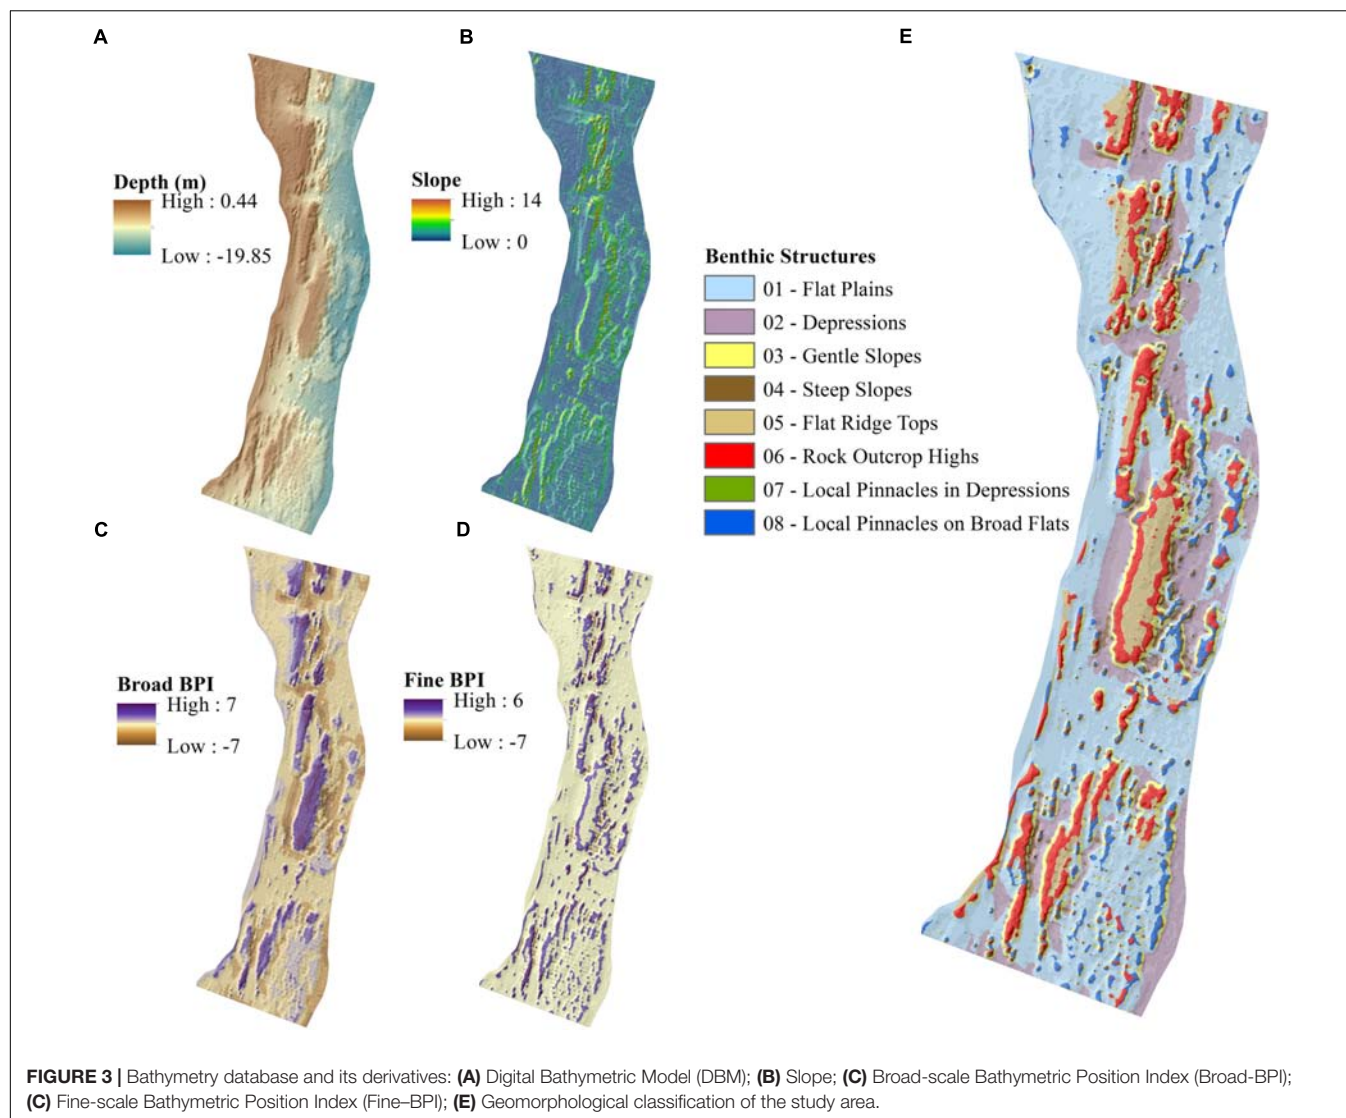 A
B
E
Depth (m)
High : 0.44
Low : -19.85
Slope
High : 14
Low : 0
Benthic Structures
01 - Flat Plains
02 - Depressions
03 - Gentle Slopes
04 - Steep Slopes
05 - Flat Ridge Tops
06 - Rock Outcrop Highs
07 - Local Pinnacles in Depressions
08 - Local Pinnacles on Broad Flats
C
D
Broad BPI
High : 7
Low : -7
Fine BPI
High : 6
Low : -7
FIGURE 3 | Bathymetry database and its derivatives: (A) Digital Bathymetric Model (DBM); (B) Slope; (C) Broad-scale Bathymetric Position Index (Broad-BPI);
(C) Fine-scale Bathymetric Position Index (Fine–BPI); (E) Geomorphological classification of the study area.